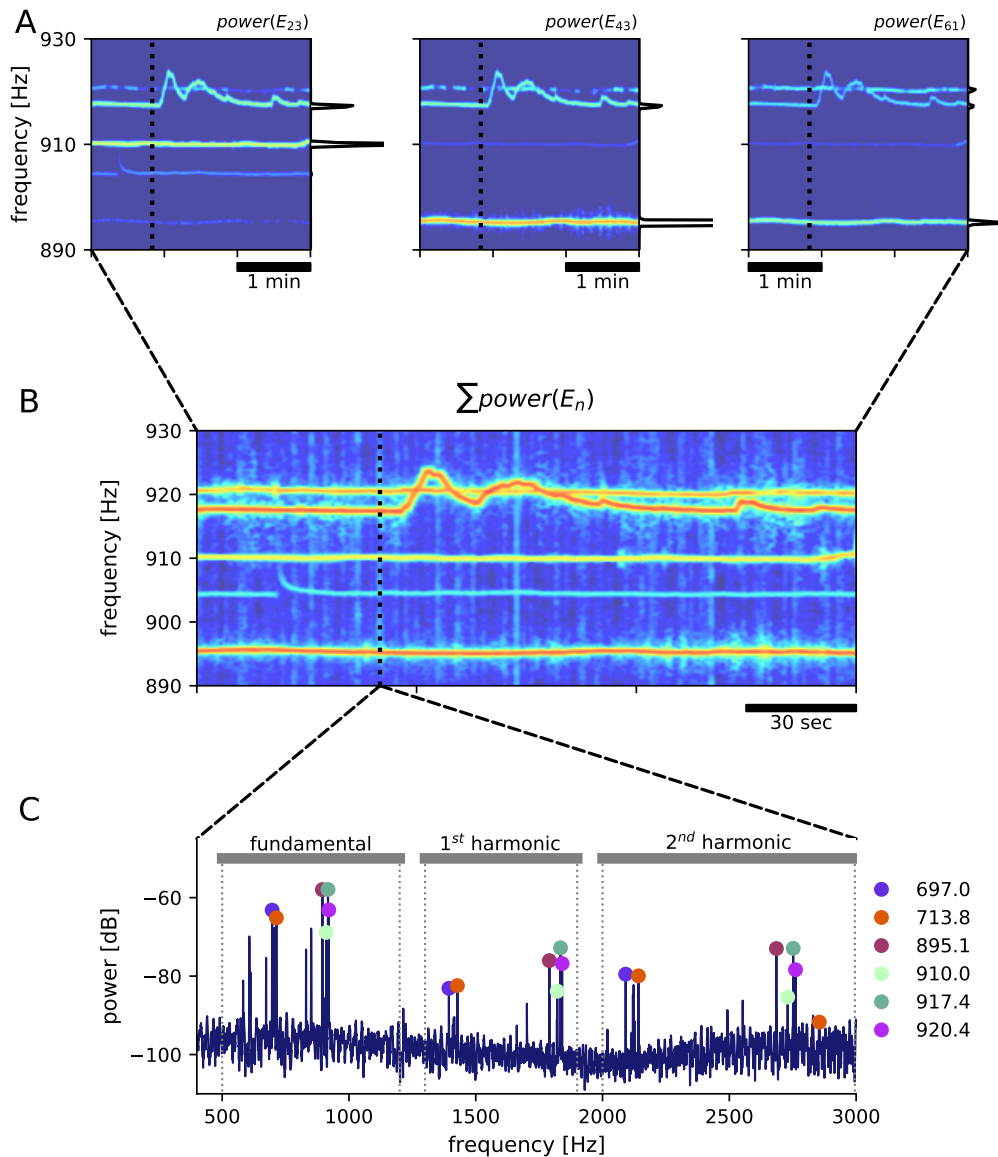 A
power(E₂₃)
power(E₄₃)
power(E₆₁)
930
910
890
frequency [Hz]
1 min
1 min
1 min
B
∑power(Eₙ)
930
920
910
900
890
frequency [Hz]
30 sec
C
fundamental
1ˢᵗ harmonic
2ⁿᵈ harmonic
−60
−80
−100
power [dB]
697.0
713.8
895.1
910.0
917.4
920.4
500
1000
1500
2000
2500
3000
frequency [Hz]